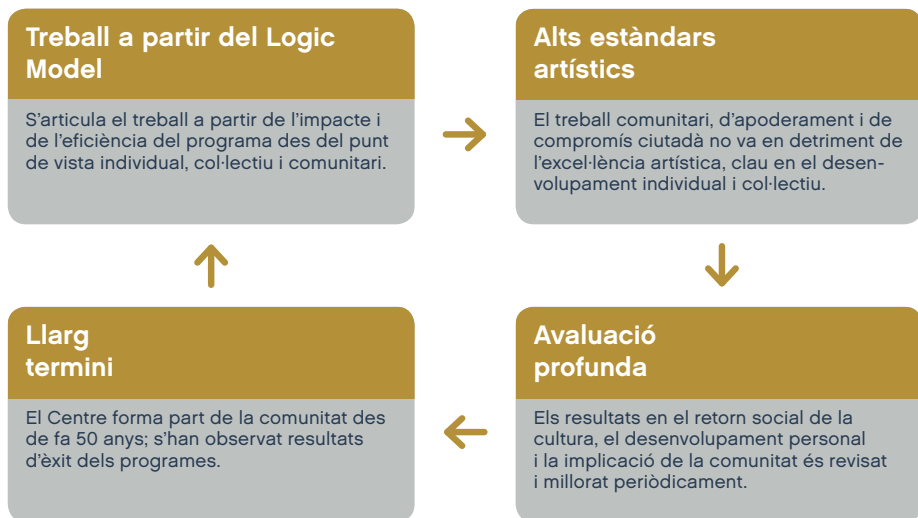 Treball a partir del Logic
Model
S'articula el treball a partir de l'impacte i
de l'eficiència del programa des del punt
de vista individual, col·lectiu i comunitari.
Alts estàndars
artístics
El treball comunitari, d'apoderament i de
compromís ciutadà no va en detriment de
l'excel·lència artística, clau en el desen-
volupament individual i col·lectiu.
Llarg
termini
El Centre forma part de la comunitat des
de fa 50 anys; s'han observat resultats
d'èxit dels programes.
Avaluació
profunda
Els resultats en el retorn social de la
cultura, el desenvolupament personal
i la implicació de la comunitat és revisat
i millorat periòdicament.